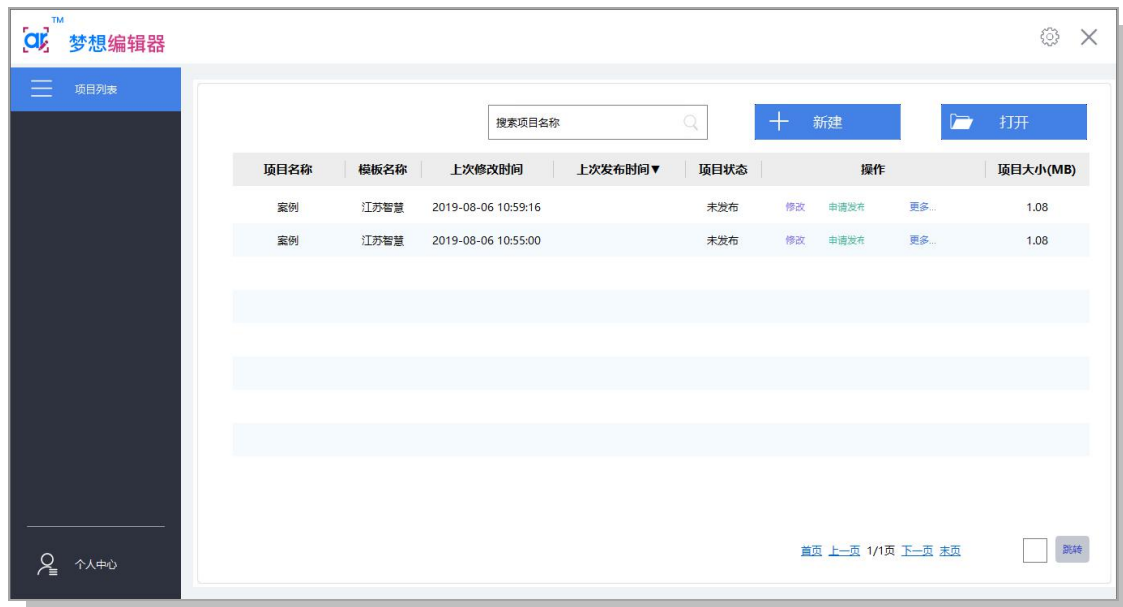 TM
ar 梦想编辑器
项目列表
搜索项目名称 新建 打开
项目名称 模板名称 上次修改时间 上次发布时间▼ 项目状态 操作 项目大小(MB)
案例 江苏智慧 2019-08-06 10:59:16 未发布 修改 申请发布 更多... 1.08
案例 江苏智慧 2019-08-06 10:55:00 未发布 修改 申请发布 更多... 1.08
首页 上一页 1/1页 下一页 末页 跳转
个人中心